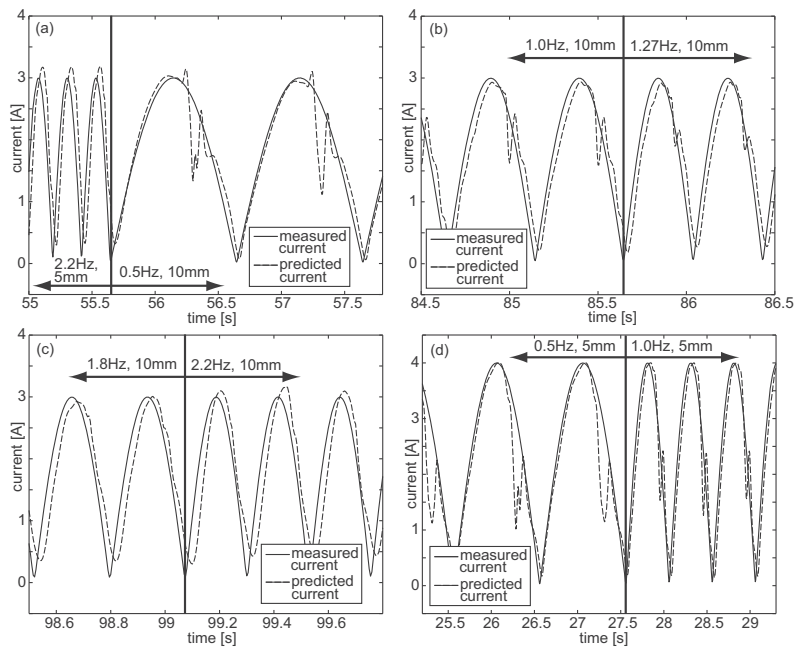 (a)
4
3
2
1
0
current [A]
2.2Hz,
5mm
0.5Hz, 10mm
measured
current
predicted
current
55
55.5
56
56.5
57
57.5
time [s]
(b)
4
3
2
1
0
current [A]
1.0Hz, 10mm
1.27Hz, 10mm
measured
current
predicted
current
84.5
85
85.5
86
86.5
time [s]
(c)
4
3
2
1
0
current [A]
1.8Hz, 10mm
2.2Hz, 10mm
measured
current
predicted
current
98.6
98.8
99
99.2
99.4
99.6
time [s]
(d)
4
3
2
1
0
current [A]
0.5Hz, 5mm
1.0Hz, 5mm
measured
current
predicted
current
25.5
26
26.5
27
27.5
28
28.5
29
time [s]